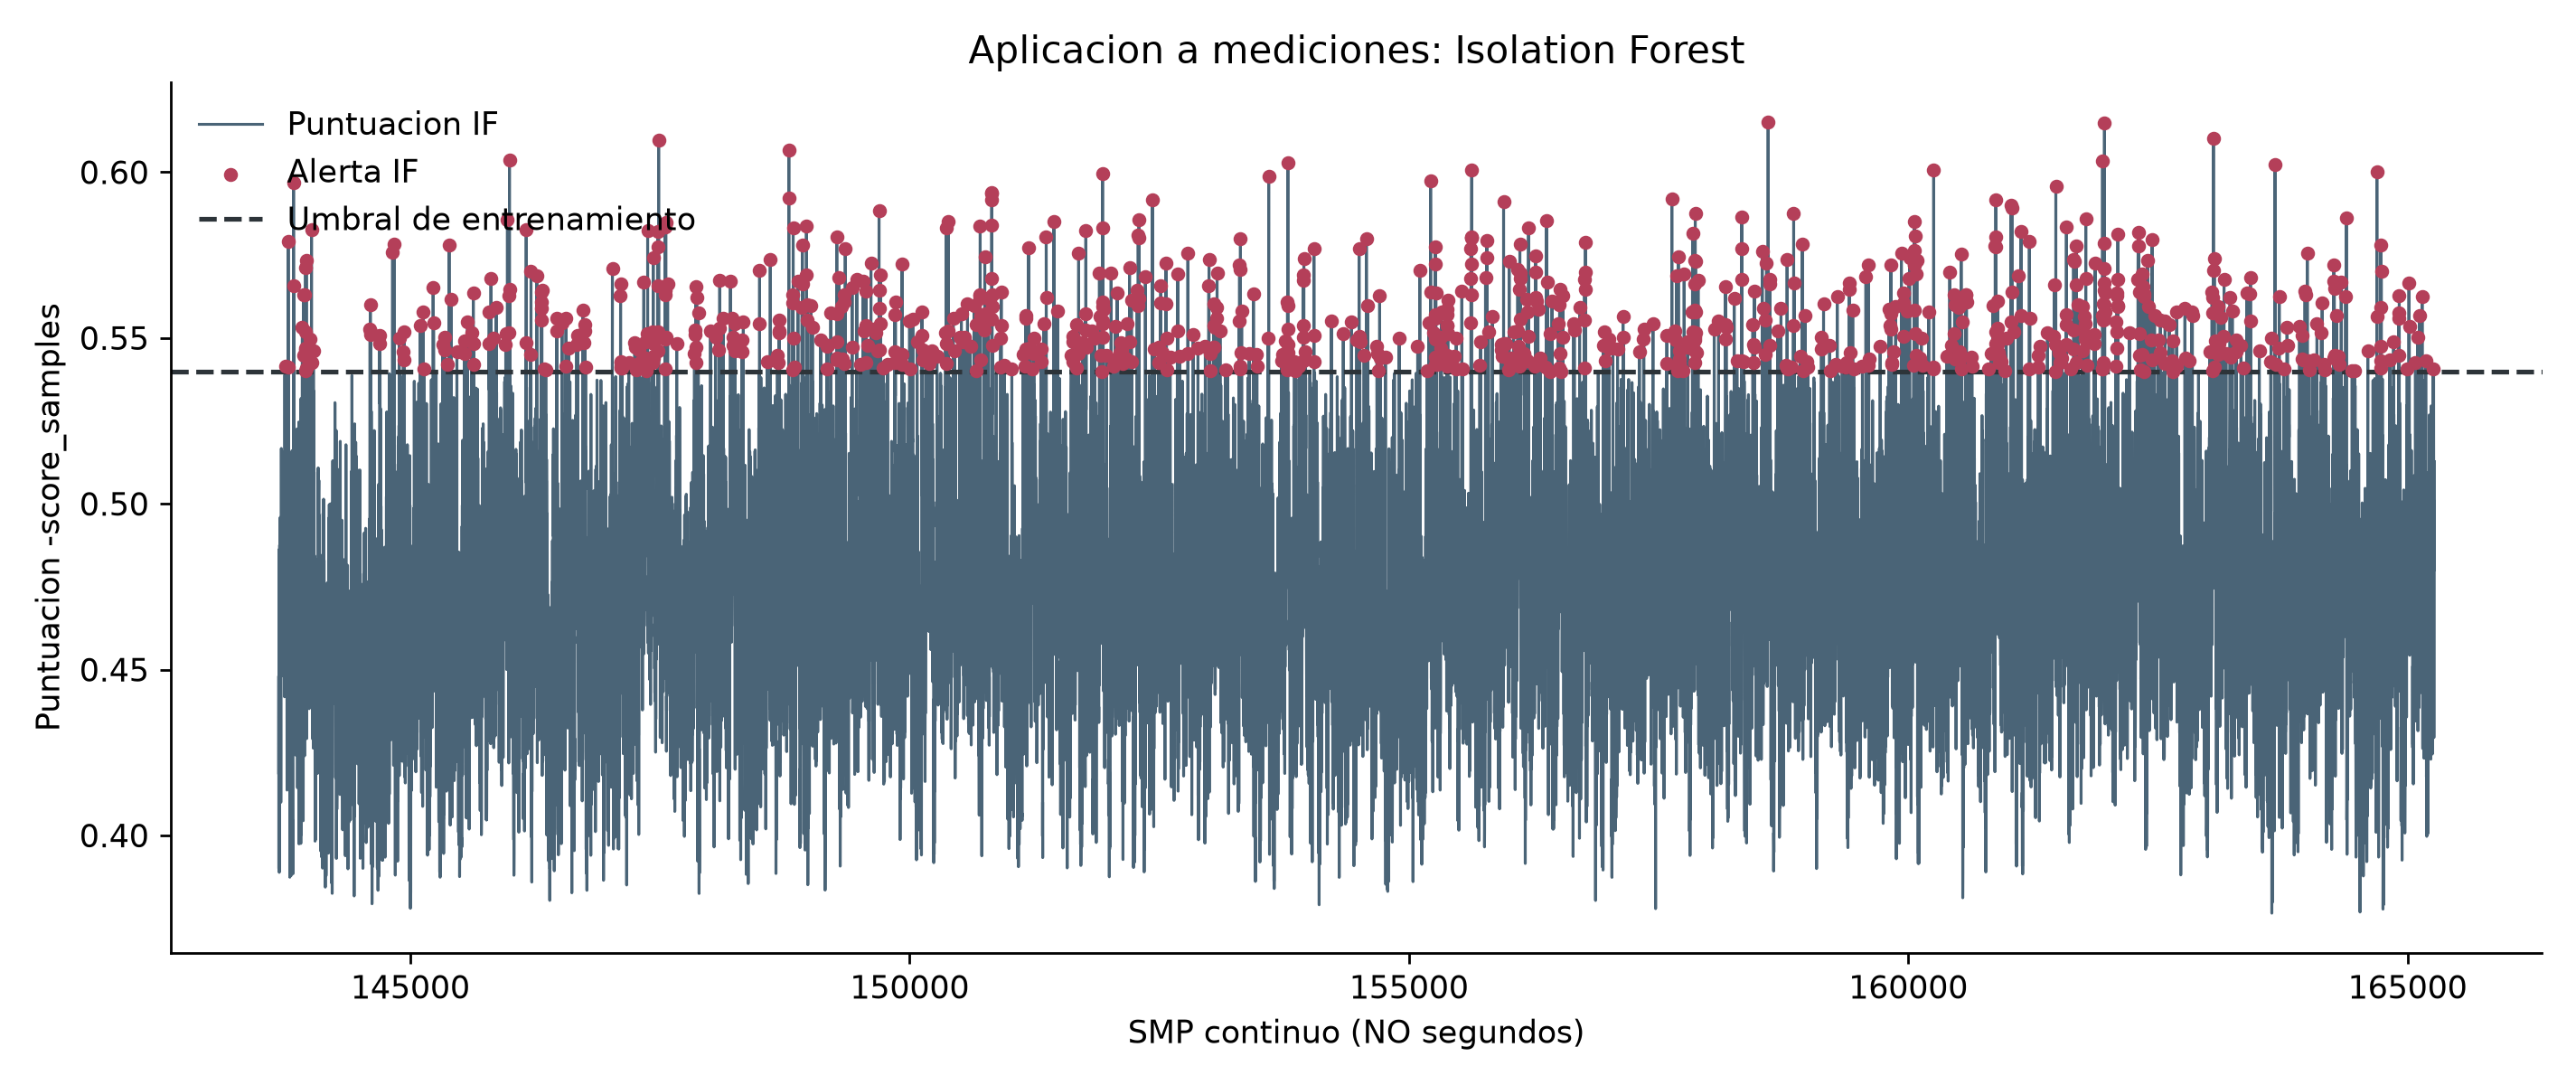 Aplicacion a mediciones: Isolation Forest
Puntuacion IF
Alerta IF
Umbral de entrenamiento
Puntuacion -score_samples
0.60
0.55
0.50
0.45
0.40
145000
150000
155000
160000
165000
SMP continuo (NO segundos)